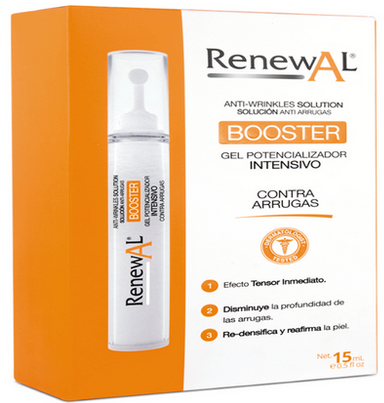 RenewAL®
ANTI-WRINKLES SOLUTION
SOLUCIÓN ANTI ARRUGAS
BOOSTER
GEL POTENCIALIZADOR
INTENSIVO
CONTRA
ARRUGAS
DERMATOLOGIST
TESTED
1 Efecto Tensor Inmediato.
2 Disminuye la profundidad de
las arrugas.
3 Re-densifica y reafirma la piel.
Net. 15 mL
e 0.5 fl oz
RenewAL®
ANTI-WRINKLES SOLUTION
SOLUCIÓN ANTI-ARRUGAS
BOOSTER
GEL POTENCIALIZADOR
INTENSIVO
CONTRA ARRUGAS